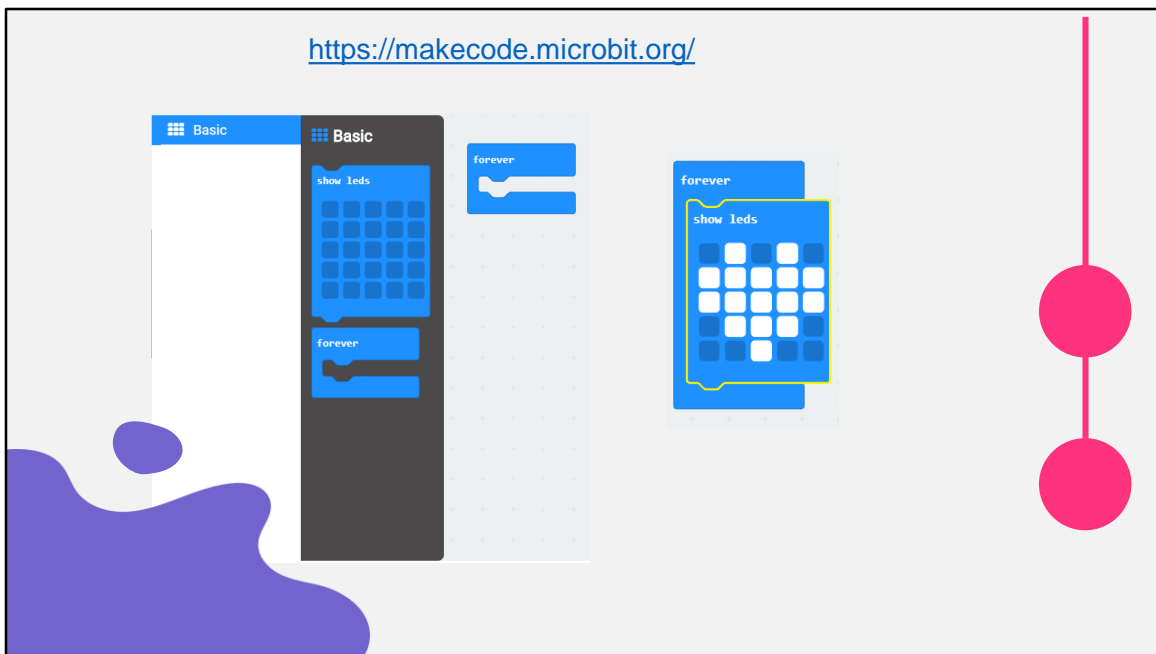 https://makecode.microbit.org/
Basic
Basic
show leds
forever
forever
forever
show leds